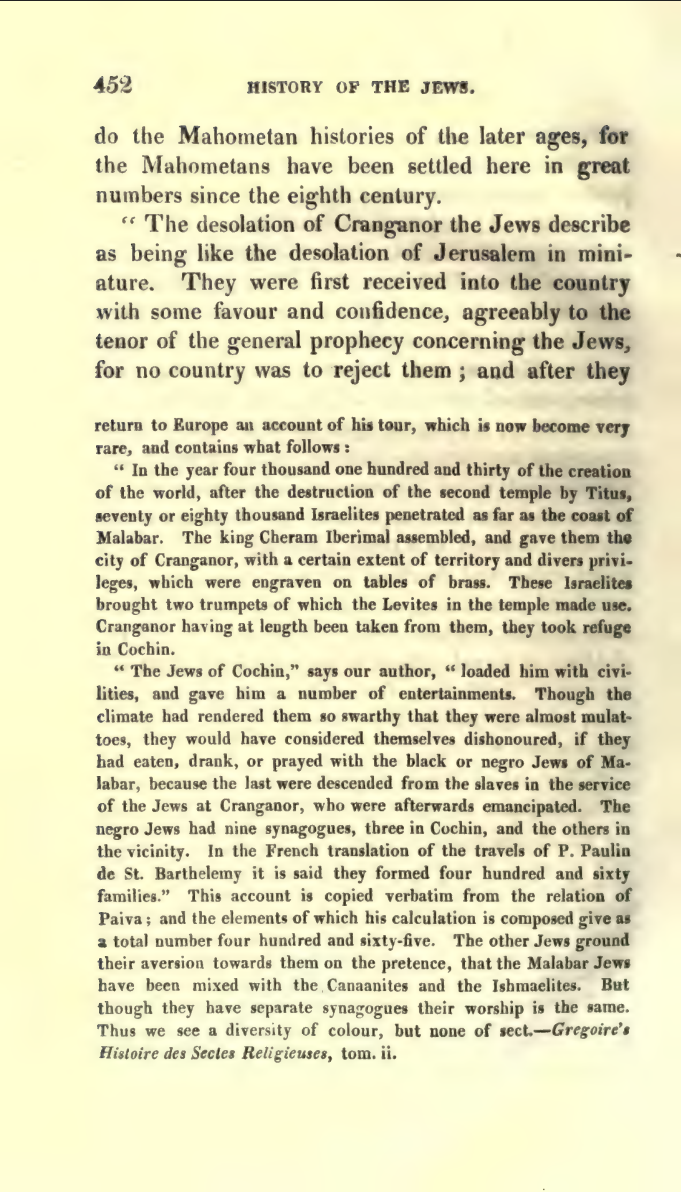 452 HISTORY OF THE JEWS.
do the Mahometan histories of the later ages, for
the Mahometans have been settled here in great
numbers since the eighth century.
“ The desolation of Cranganor the Jews describe
as being like the desolation of Jerusalem in mini-
ature. They were first received into the country
with some favour and confidence, agreeably to the
tenor of the general prophecy concerning the Jews,
for no country was to reject them ; and after they
return to Europe an account of his tour, which is now become very
rare, and contains what follows :
“ In the year four thousand one hundred and thirty of the creation
of the world, after the destruction of the second temple by Titus,
seventy or eighty thousand Israelites penetrated as far as the coast of
Malabar. The king Cheram Iberimal assembled, and gave them the
city of Cranganor, with a certain extent of territory and divers privi-
leges, which were engraven on tables of brass. These Israelites
brought two trumpets of which the Levites in the temple made use.
Cranganor having at length been taken from them, they took refuge
in Cochin.
“ The Jews of Cochin,” says our author, “ loaded him with civi-
lities, and gave him a number of entertainments. Though the
climate had rendered them so swarthy that they were almost mulat-
toes, they would have considered themselves dishonoured, if they
had eaten, drank, or prayed with the black or negro Jews of Ma-
labar, because the last were descended from the slaves in the service
of the Jews at Cranganor, who were afterwards emancipated. The
negro Jews had nine synagogues, three in Cochin, and the others in
the vicinity. In the French translation of the travels of P. Paulin
de St. Barthelemy it is said they formed four hundred and sixty
families.” This account is copied verbatim from the relation of
Paiva ; and the elements of which his calculation is composed give as
a total number four hundred and sixty-five. The other Jews ground
their aversion towards them on the pretence, that the Malabar Jews
have been mixed with the Canaanites and the Ishmaelites. But
though they have separate synagogues their worship is the same.
Thus we see a diversity of colour, but none of sect.—Gregoire's
Histoire des Sectes Religieuses, tom. ii.